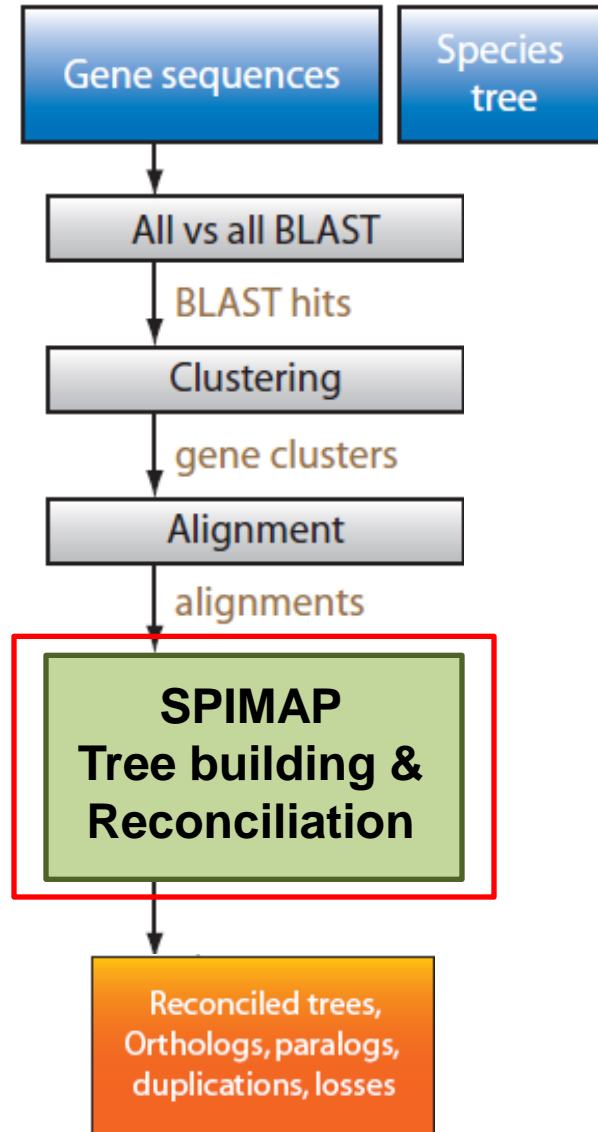 Gene sequences
Species
tree
All vs all BLAST
BLAST hits
Clustering
gene clusters
Alignment
alignments
SPIMAP
Tree building &
Reconciliation
Reconciled trees,
Orthologs, paralogs,
duplications, losses